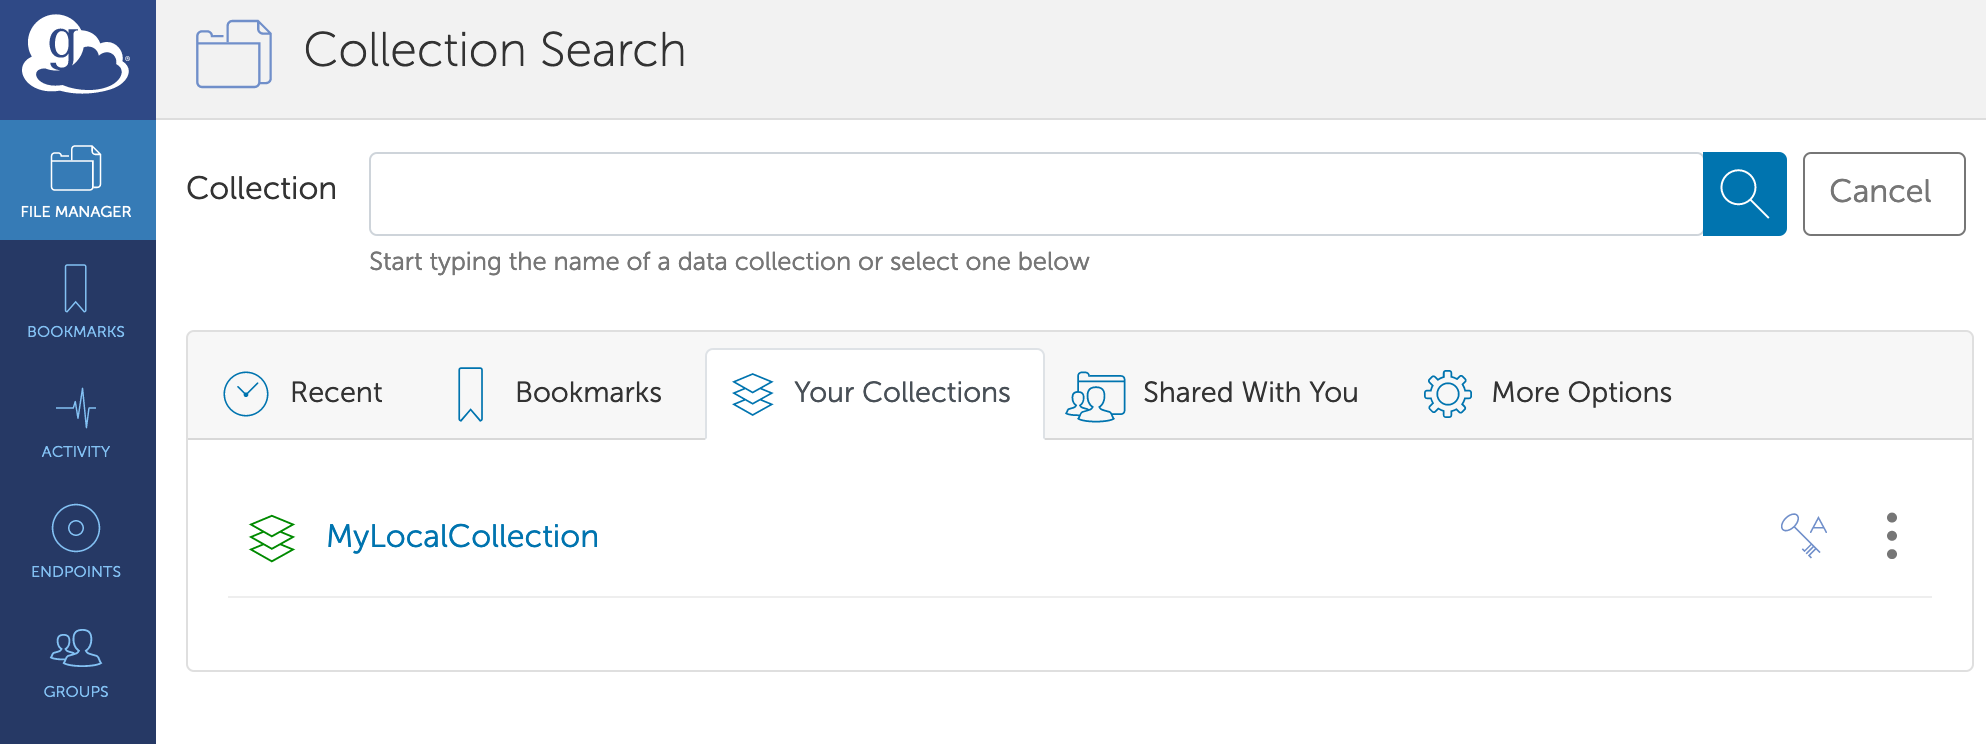 g
Collection Search
FILE MANAGER
BOOKMARKS
ACTIVITY
ENDPOINTS
GROUPS
Collection
Cancel
Start typing the name of a data collection or select one below
Recent
Bookmarks
Your Collections
Shared With You
More Options
MyLocalCollection
A